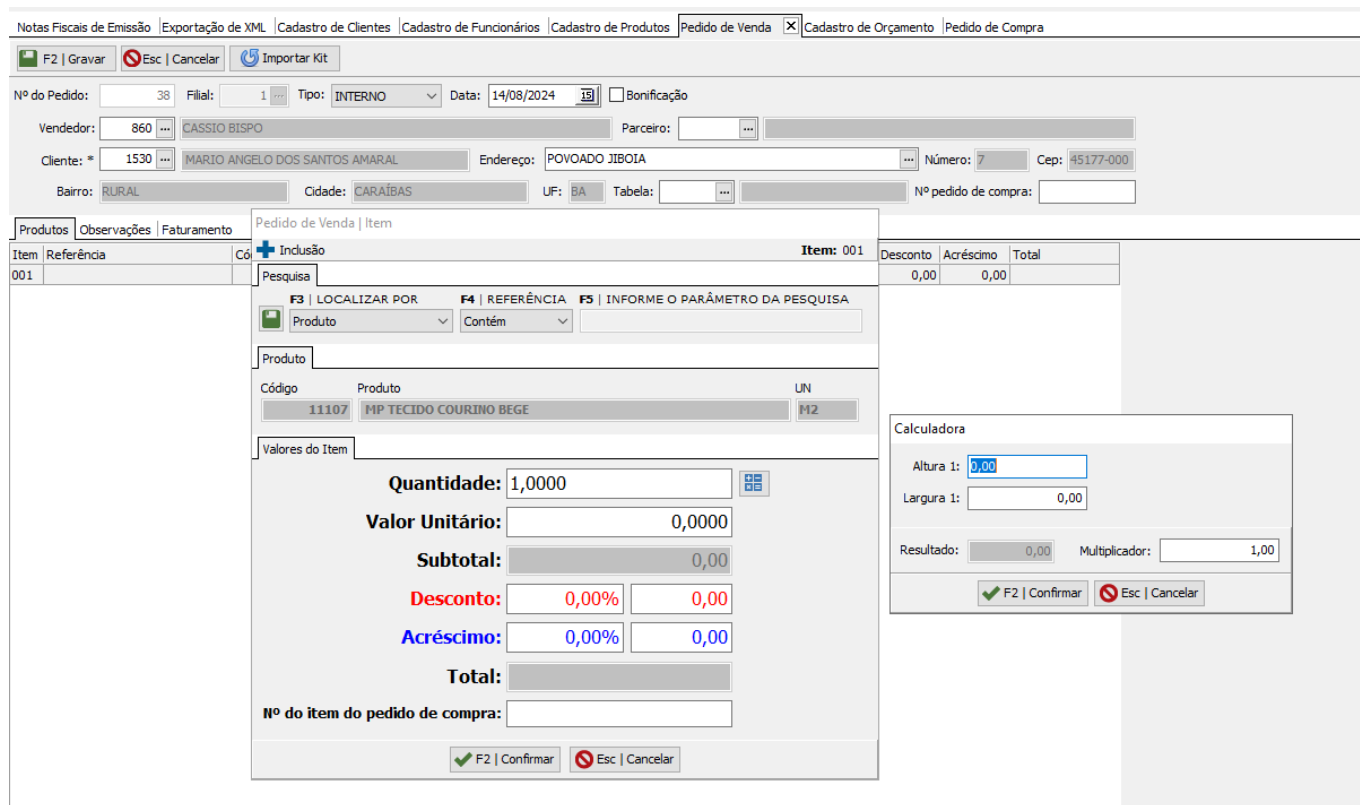 Notas Fiscais de Emissão Exportação de XML Cadastro de Clientes Cadastro de Funcionários Cadastro de Produtos Pedido de Venda Cadastro de Orçamento Pedido de Compra
F2 | Gravar Esc | Cancelar Importar Kit
Nº do Pedido: 38 Filial: 1 ... Tipo: INTERNO Data: 14/08/2024 15 Bonificação
Vendedor: 860 ... CASSIO BISPO Parceiro: ...
Cliente: * 1530 ... MARIO ANGELO DOS SANTOS AMARAL Endereço: POVOADO JIBOIA ... Número: 7 Cep: 45177-000
Bairro: RURAL Cidade: CARAÍBAS UF: BA Tabela: ... Nº pedido de compra:
Produtos Observações Faturamento
Item Referência Có Desconto Acréscimo Total
001 0,00 0,00
Pedido de Venda | Item
Inclusão Item: 001
Pesquisa
F3 | LOCALIZAR POR F4 | REFERÊNCIA F5 | INFORME O PARÂMETRO DA PESQUISA
Produto Contém
Produto
Código Produto UN
11107 MP TECIDO COURINO BEGE M2
Valores do Item
Quantidade: 1,0000
Valor Unitário: 0,0000
Subtotal: 0,00
Desconto: 0,00% 0,00
Acréscimo: 0,00% 0,00
Total:
Nº do item do pedido de compra:
F2 | Confirmar Esc | Cancelar
Calculadora
Altura 1: 0,00
Largura 1: 0,00
Resultado: 0,00 Multiplicador: 1,00
F2 | Confirmar Esc | Cancelar